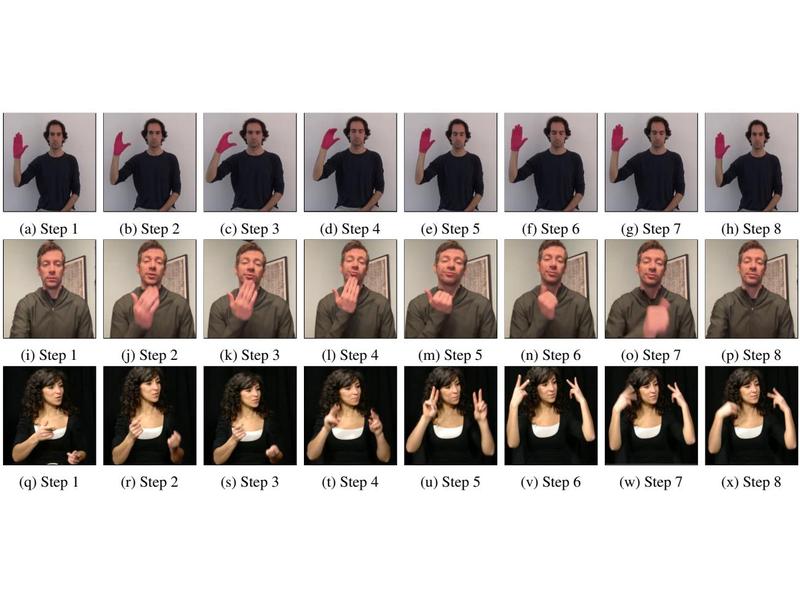 (a) Step 1 (b) Step 2 (c) Step 3 (d) Step 4 (e) Step 5 (f) Step 6 (g) Step 7 (h) Step 8
(i) Step 1 (j) Step 2 (k) Step 3 (l) Step 4 (m) Step 5 (n) Step 6 (o) Step 7 (p) Step 8
(q) Step 1 (r) Step 2 (s) Step 3 (t) Step 4 (u) Step 5 (v) Step 6 (w) Step 7 (x) Step 8